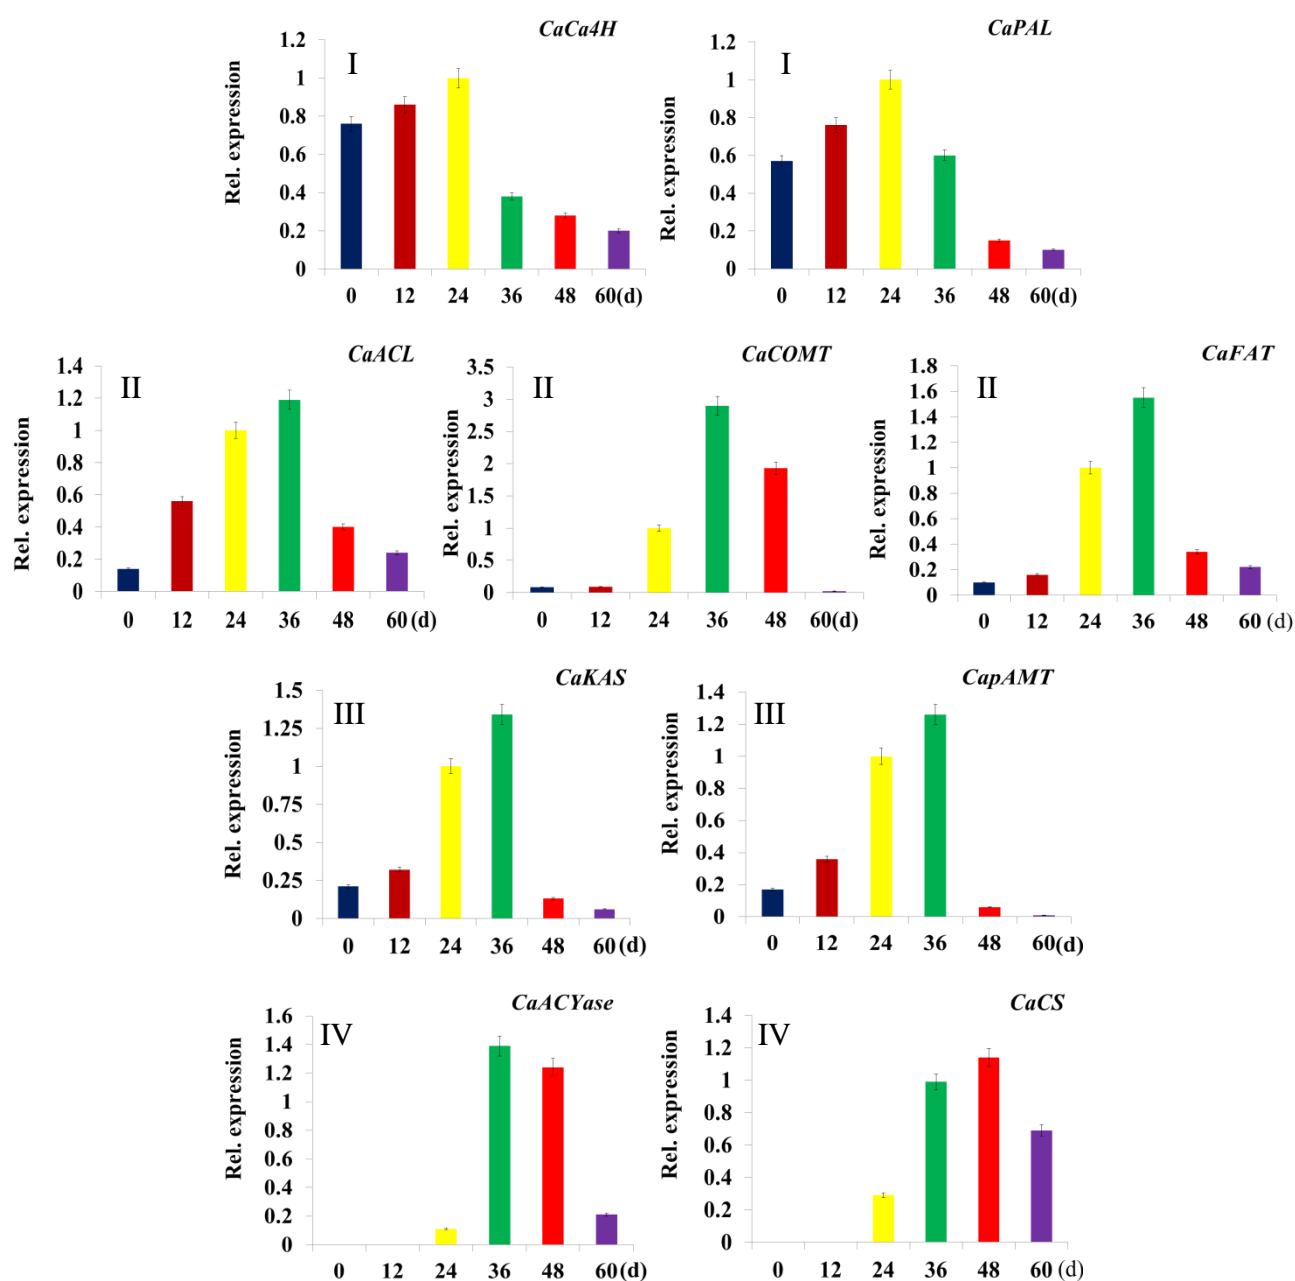 CaCa4H
I
Rel. expression
1.2
1
0.8
0.6
0.4
0.2
0
0 12 24 36 48 60(d)
CaPAL
I
Rel. expression
1.2
1
0.8
0.6
0.4
0.2
0
0 12 24 36 48 60(d)
CaACL
II
Rel. expression
1.4
1.2
1
0.8
0.6
0.4
0.2
0
0 12 24 36 48 60(d)
CaCOMT
II
Rel. expression
3.5
3
2.5
2
1.5
1
0.5
0
0 12 24 36 48 60(d)
CaFAT
II
Rel. expression
1.8
1.6
1.4
1.2
1
0.8
0.6
0.4
0.2
0
0 12 24 36 48 60 (d)
CaKAS
III
Rel. expression
1.5
1.25
1
0.75
0.5
0.25
0
0 12 24 36 48 60(d)
CapAMT
III
Rel. expression
1.4
1.2
1
0.8
0.6
0.4
0.2
0
0 12 24 36 48 60(d)
CaACYase
IV
Rel. expression
1.6
1.4
1.2
1
0.8
0.6
0.4
0.2
0
0 12 24 36 48 60 (d)
CaCS
IV
Rel. expression
1.4
1.2
1
0.8
0.6
0.4
0.2
0
0 12 24 36 48 60 (d)